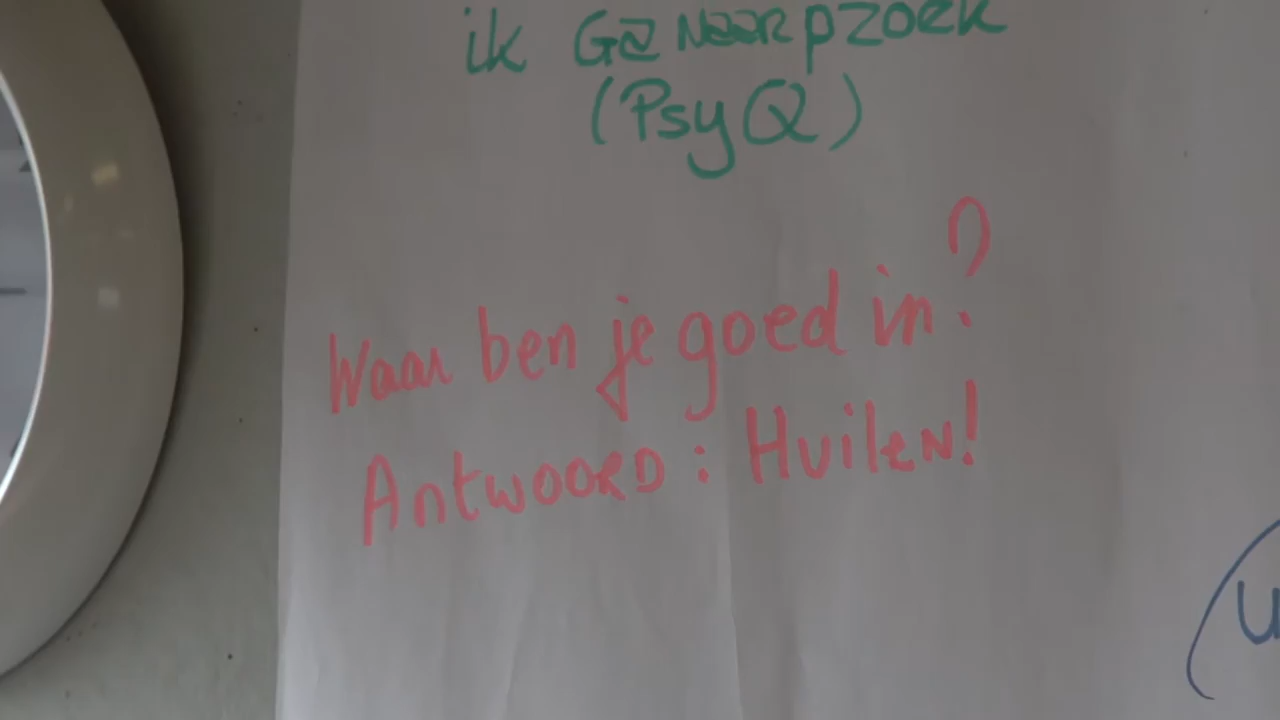 ik Ga Naar pzoek
(PsyQ)
Waar ben je goed in?
Antwoord: Huilen!